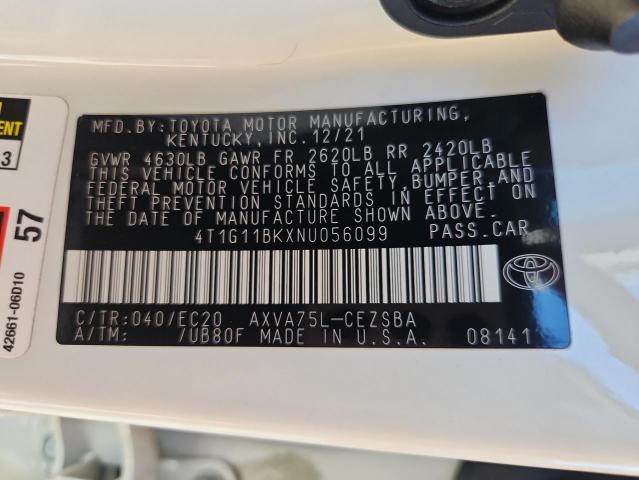 MFD.BY:TOYOTA MOTOR MANUFACTURING,
KENTUCKY,INC.12/21
GVWR 4630LB GAWR FR 2620LB RR 2420LB
THIS VEHICLE CONFORMS TO ALL APPLICABLE
FEDERAL MOTOR VEHICLE SAFETY,BUMPER,AND
THEFT PREVENTION STANDARDS IN EFFECT ON
THE DATE OF MANUFACTURE SHOWN ABOVE.
4T1G11BKXNU056099 PASS.CAR
C/TR:040/EC20 AXVA75L-CEZSBA
A/TM: /UB80F MADE IN U.S.A. 08141
57
42661-06D10
3